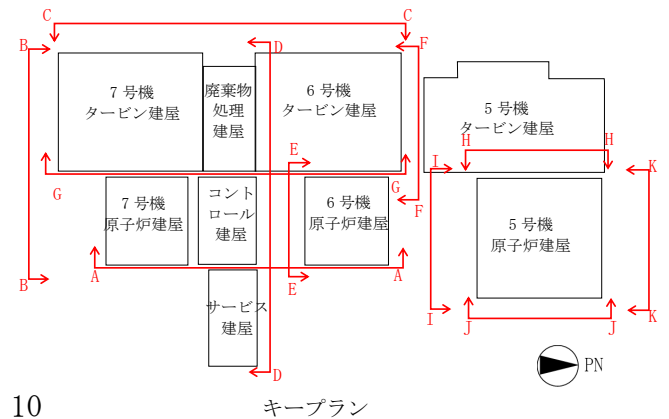 C C
B D F
7 号機
タービン建屋
廃棄物
処理
建屋
6 号機
タービン建屋
5 号機
タービン建屋
E H H
I K
G G
F
7 号機
原子炉建屋
コント
ロール
建屋
6 号機
原子炉建屋
5 号機
原子炉建屋
A A
B E
サービス
建屋
I J J K
D
PN
10 キープラン